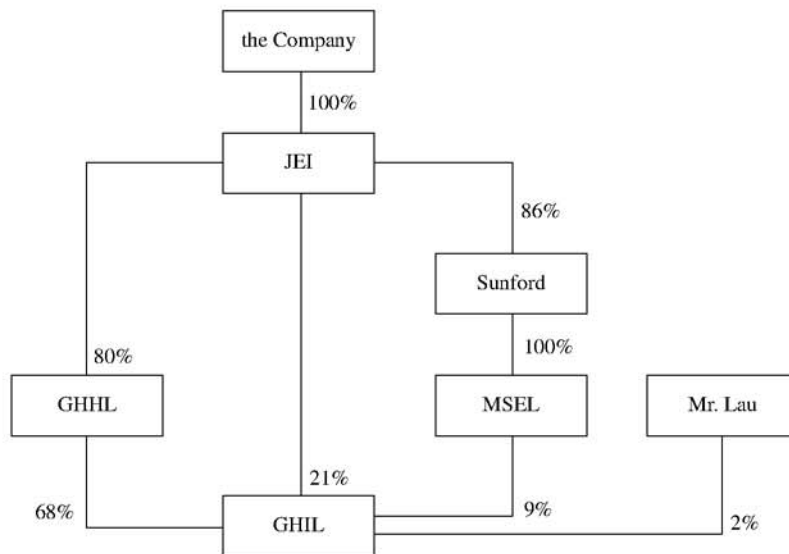 the Company
100%
JEI
86%
Sunford
80%
100%
GHHL
MSEL
Mr. Lau
21%
68%
GHIL
9%
2%